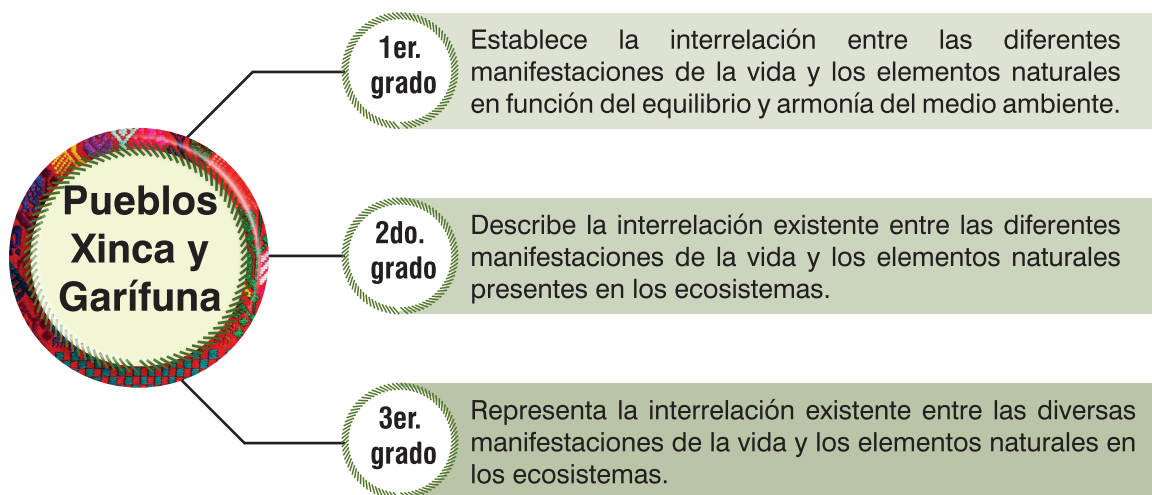 Pueblos
Xinca y
Garífuna
1er.
grado
Establece la interrelación entre las diferentes
manifestaciones de la vida y los elementos naturales
en función del equilibrio y armonía del medio ambiente.
2do.
grado
Describe la interrelación existente entre las diferentes
manifestaciones de la vida y los elementos naturales
presentes en los ecosistemas.
3er.
grado
Representa la interrelación existente entre las diversas
manifestaciones de la vida y los elementos naturales en
los ecosistemas.